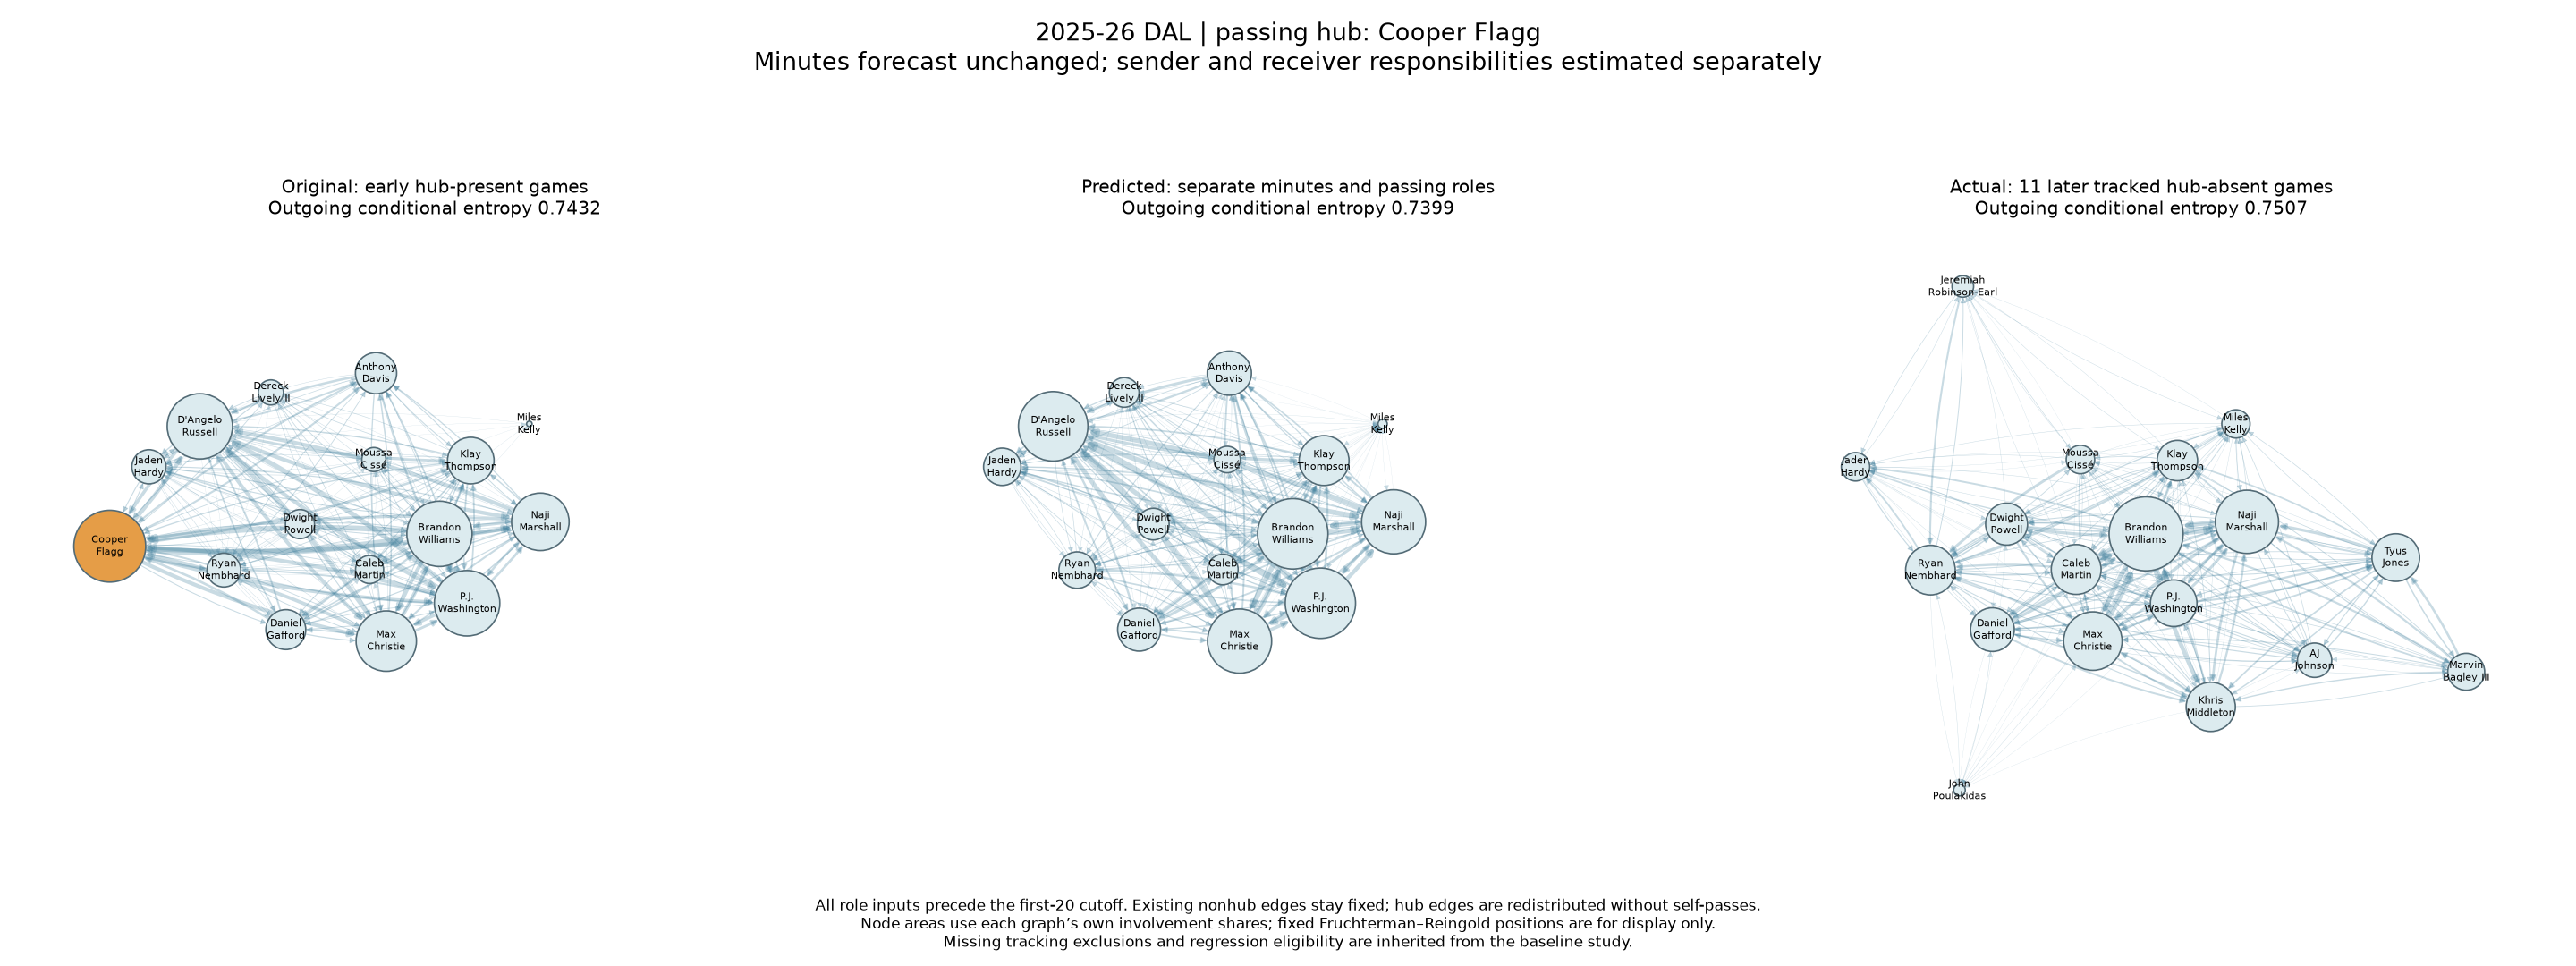 2025-26 DAL | passing hub: Cooper Flagg
Minutes forecast unchanged; sender and receiver responsibilities estimated separately
Original: early hub-present games
Outgoing conditional entropy 0.7432
Anthony
Davis
Dereck
Lively II
D'Angelo
Russell
Miles
Kelly
Jaden
Hardy
Moussa
Cisse
Klay
Thompson
Cooper
Flagg
Dwight
Powell
Brandon
Williams
Naji
Marshall
Ryan
Nembhard
Caleb
Martin
P.J.
Washington
Daniel
Gafford
Max
Christie
Predicted: separate minutes and passing roles
Outgoing conditional entropy 0.7399
Anthony
Davis
Dereck
Lively II
D'Angelo
Russell
Miles
Kelly
Jaden
Hardy
Moussa
Cisse
Klay
Thompson
Dwight
Powell
Brandon
Williams
Naji
Marshall
Ryan
Nembhard
Caleb
Martin
P.J.
Washington
Daniel
Gafford
Max
Christie
Actual: 11 later tracked hub-absent games
Outgoing conditional entropy 0.7507
Jeremiah
Robinson-Earl
Miles
Kelly
Jaden
Hardy
Moussa
Cisse
Klay
Thompson
Dwight
Powell
Brandon
Williams
Naji
Marshall
Tyus
Jones
Ryan
Nembhard
Caleb
Martin
P.J.
Washington
Daniel
Gafford
Max
Christie
AJ
Johnson
Marvin
Bagley III
Khris
Middleton
John
Poulakidas
All role inputs precede the first-20 cutoff. Existing nonhub edges stay fixed; hub edges are redistributed without self-passes.
Node areas use each graph’s own involvement shares; fixed Fruchterman–Reingold positions are for display only.
Missing tracking exclusions and regression eligibility are inherited from the baseline study.